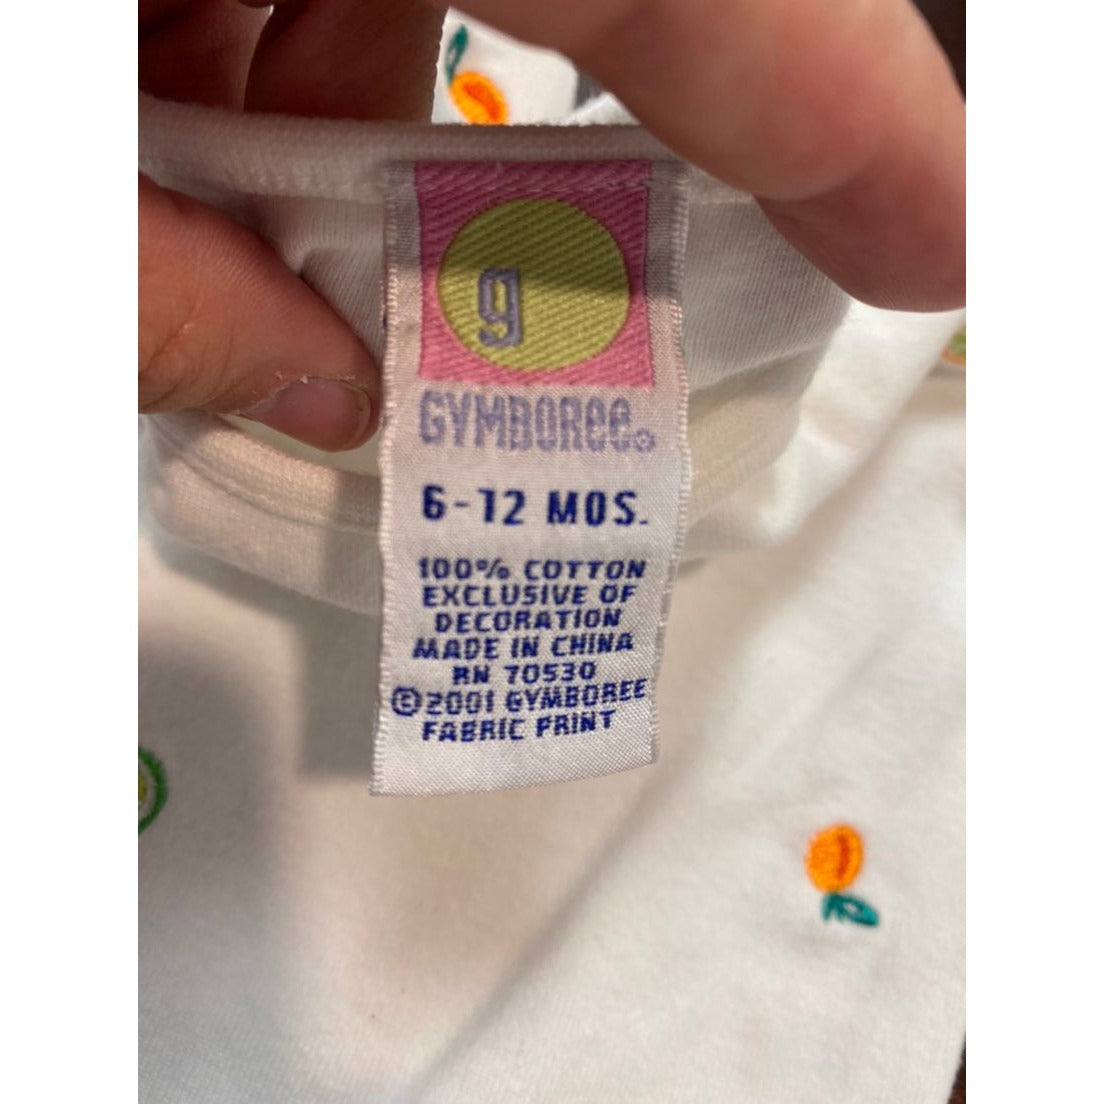 g
GYMBOREE®
6-12 MOS.
100% COTTON
EXCLUSIVE OF
DECORATION
MADE IN CHINA
RN 70530
©2001 GYMBOREE
FABRIC PRINT